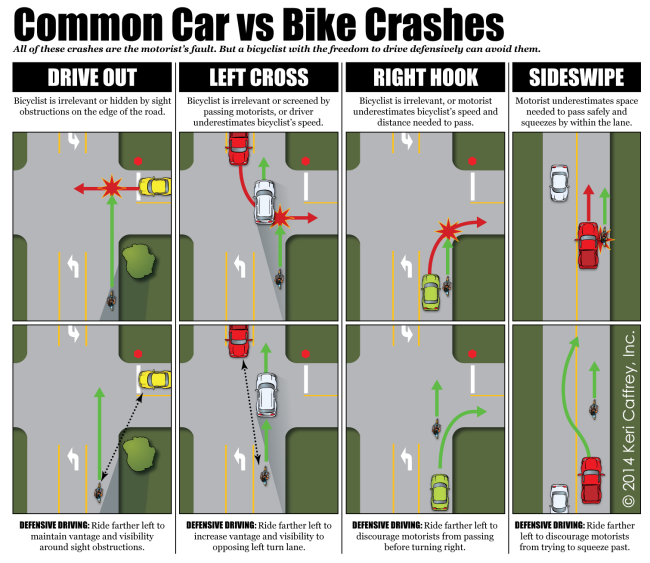 Common Car vs Bike Crashes
All of these crashes are the motorist's fault. But a bicyclist with the freedom to drive defensively can avoid them.
DRIVE OUT
Bicyclist is irrelevant or hidden by sight
obstructions on the edge of the road.
LEFT CROSS
Bicyclist is irrelevant or screened by
passing motorists, or driver
underestimates bicyclist's speed.
RIGHT HOOK
Bicyclist is irrelevant, or motorist
underestimates bicyclist's speed and
distance needed to pass.
SIDESWIPE
Motorist underestimates space
needed to pass safely and
squeezes by within the lane.
DEFENSIVE DRIVING: Ride farther left to
maintain vantage and visibility
around sight obstructions.
DEFENSIVE DRIVING: Ride farther left to
increase vantage and visibility to
opposing left turn lane.
DEFENSIVE DRIVING: Ride farther left to
discourage motorists from passing
before turning right.
DEFENSIVE DRIVING: Ride farther
left to discourage motorists
from trying to squeeze past.
© 2014 Keri Caffrey, Inc.